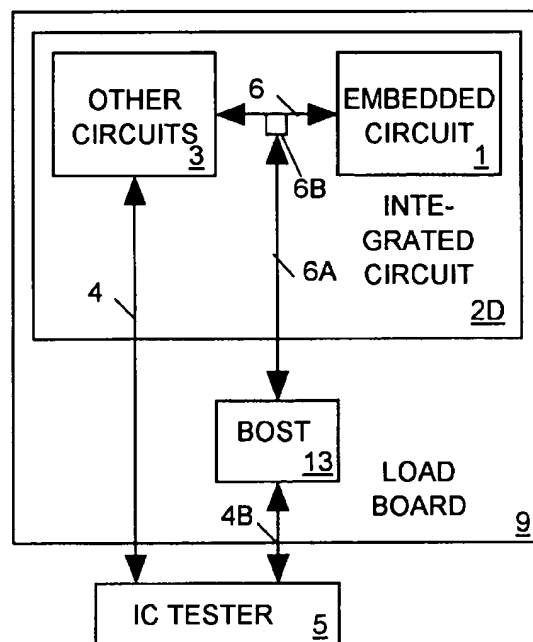 OTHER
CIRCUITS
3
6
EMBEDDED
CIRCUIT
1
6B
INTE-
GRATED
CIRCUIT
2D
6A
4
BOST
13
LOAD
BOARD
9
4B
IC TESTER
5